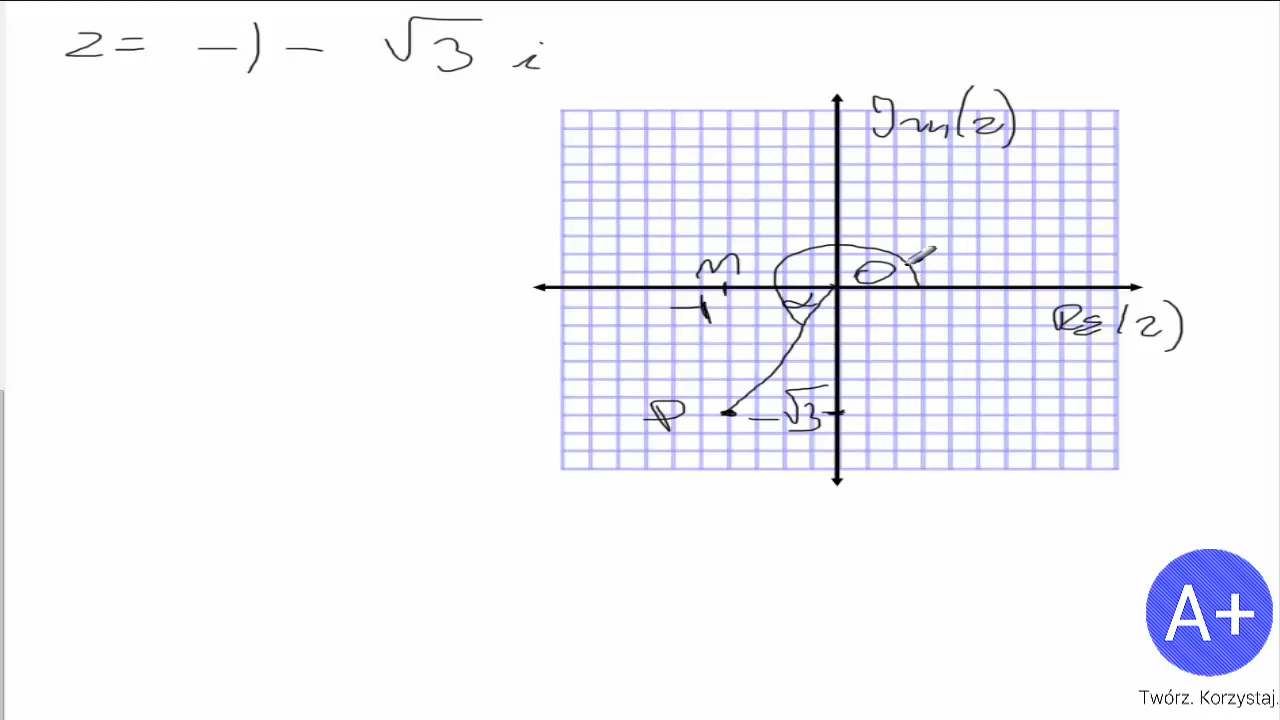 z = -1 - √3 i
Im(z)
M
-1
α
Θ
Re(z)
P
-√3
A+
Twórz. Korzystaj.